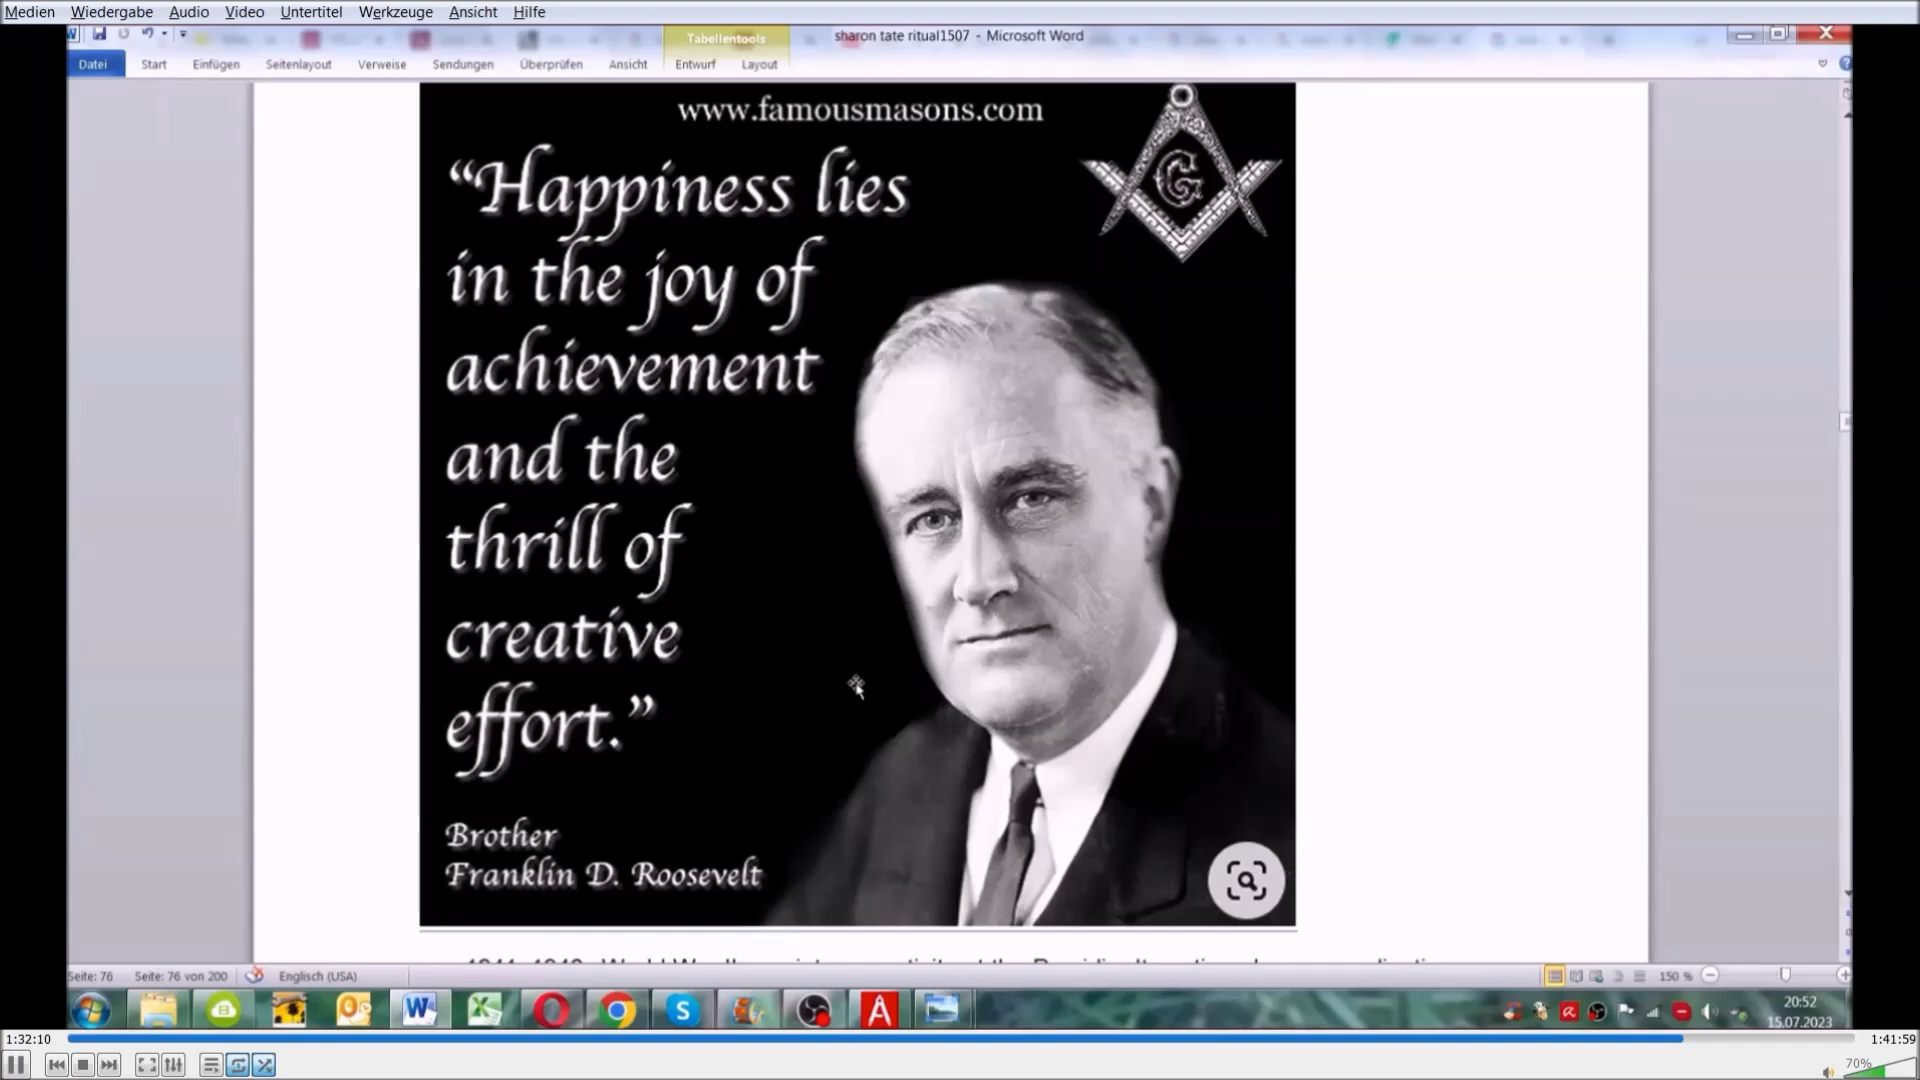 Medien Wiedergabe Audio Video Untertitel Werkzeuge Ansicht Hilfe
Tabellentools
sharon tate ritual1507 - Microsoft Word
Datei Start Einfügen Seitenlayout Verweise Sendungen Überprüfen Ansicht Entwurf Layout
www.famousmasons.com
G
“Happiness lies
in the joy of
achievement
and the
thrill of
creative
effort.”
Brother
Franklin D. Roosevelt
Seite: 76 Seite: 76 von 200 Englisch (USA) 150 %
20:52
15.07.2023
1:32:10 1:41:59
70%